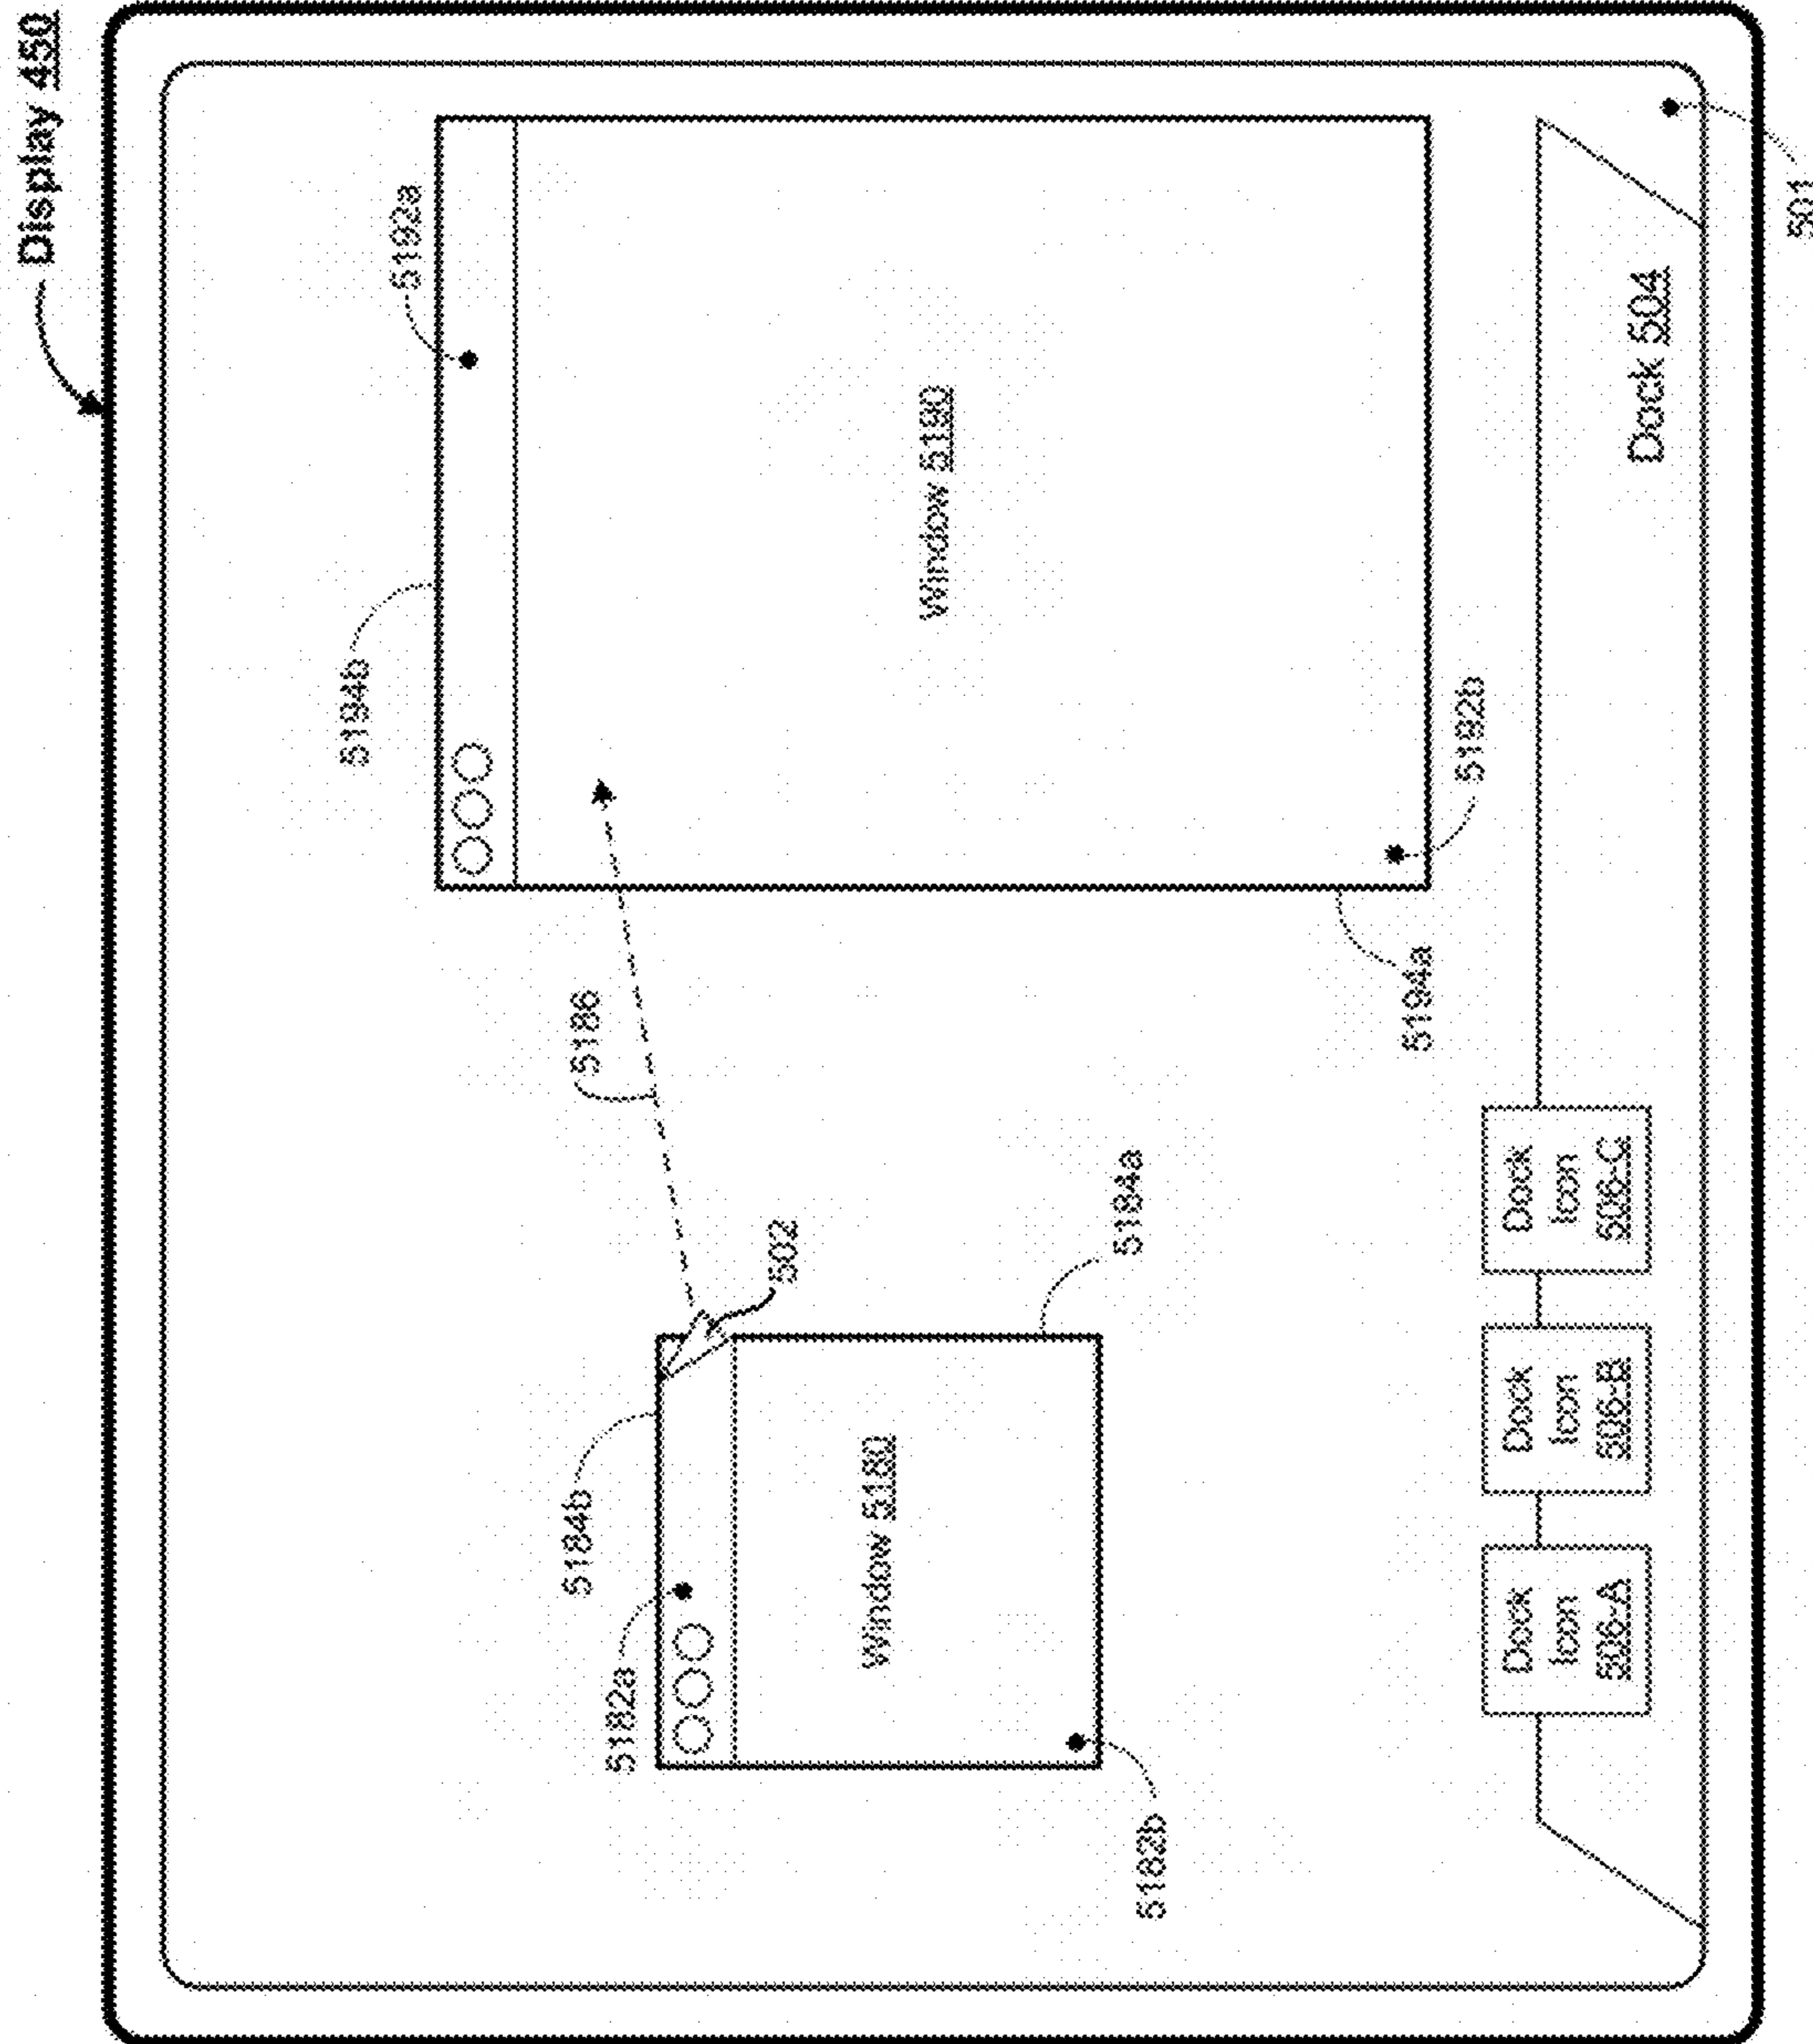 Display 450
5192a
5194b
Window 5190
5186
5192b
5194a
502
5184b
5184a
5182a
Window 5180
5182b
Dock
Icon
506-A
Dock
Icon
506-B
Dock
Icon
506-C
Dock 504
501